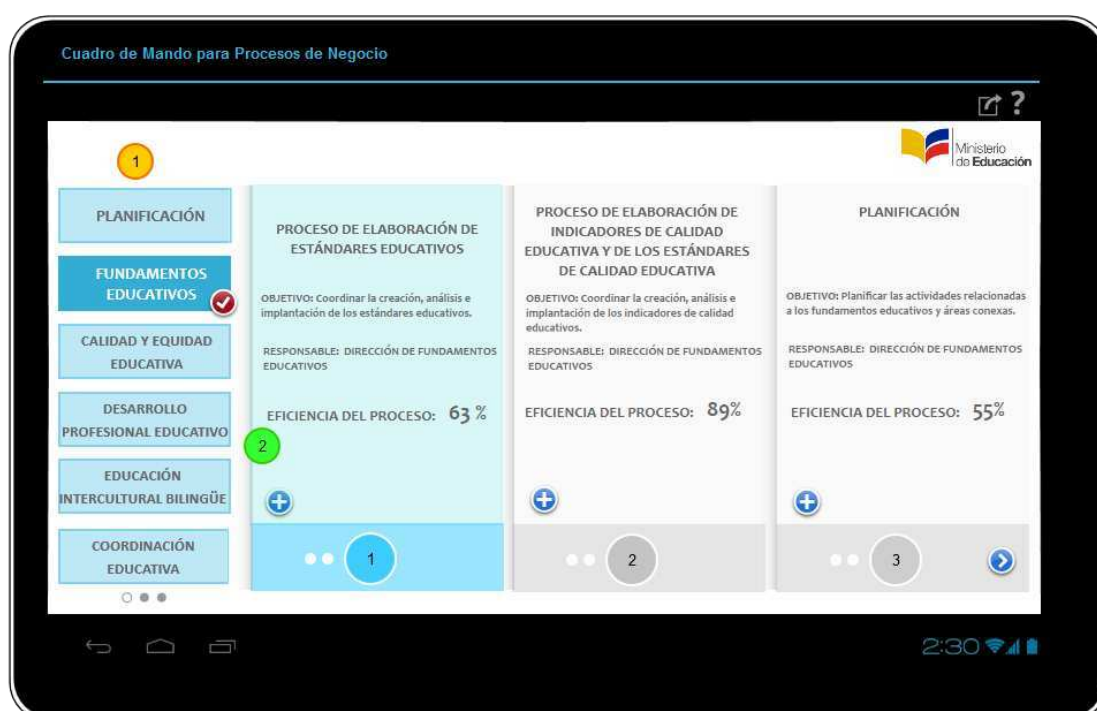 Cuadro de Mando para Procesos de Negocio
?
Ministerio
de Educación
1
PLANIFICACIÓN
FUNDAMENTOS
EDUCATIVOS
CALIDAD Y EQUIDAD
EDUCATIVA
DESARROLLO
PROFESIONAL EDUCATIVO
EDUCACIÓN
INTERCULTURAL BILINGÜE
COORDINACIÓN
EDUCATIVA
PROCESO DE ELABORACIÓN DE
ESTÁNDARES EDUCATIVOS
OBJETIVO: Coordinar la creación, análisis e
implantación de los estándares educativos.
RESPONSABLE: DIRECCIÓN DE FUNDAMENTOS
EDUCATIVOS
EFICIENCIA DEL PROCESO: 63 %
2
1
PROCESO DE ELABORACIÓN DE
INDICADORES DE CALIDAD
EDUCATIVA Y DE LOS ESTÁNDARES
DE CALIDAD EDUCATIVA
OBJETIVO: Coordinar la creación, análisis e
implantación de los indicadores de calidad
educativos.
RESPONSABLE: DIRECCIÓN DE FUNDAMENTOS
EDUCATIVOS
EFICIENCIA DEL PROCESO: 89%
2
PLANIFICACIÓN
OBJETIVO: Planificar las actividades relacionadas
a los fundamentos educativos y áreas conexas.
RESPONSABLE: DIRECCIÓN DE FUNDAMENTOS
EDUCATIVOS
EFICIENCIA DEL PROCESO: 55%
3
2:30